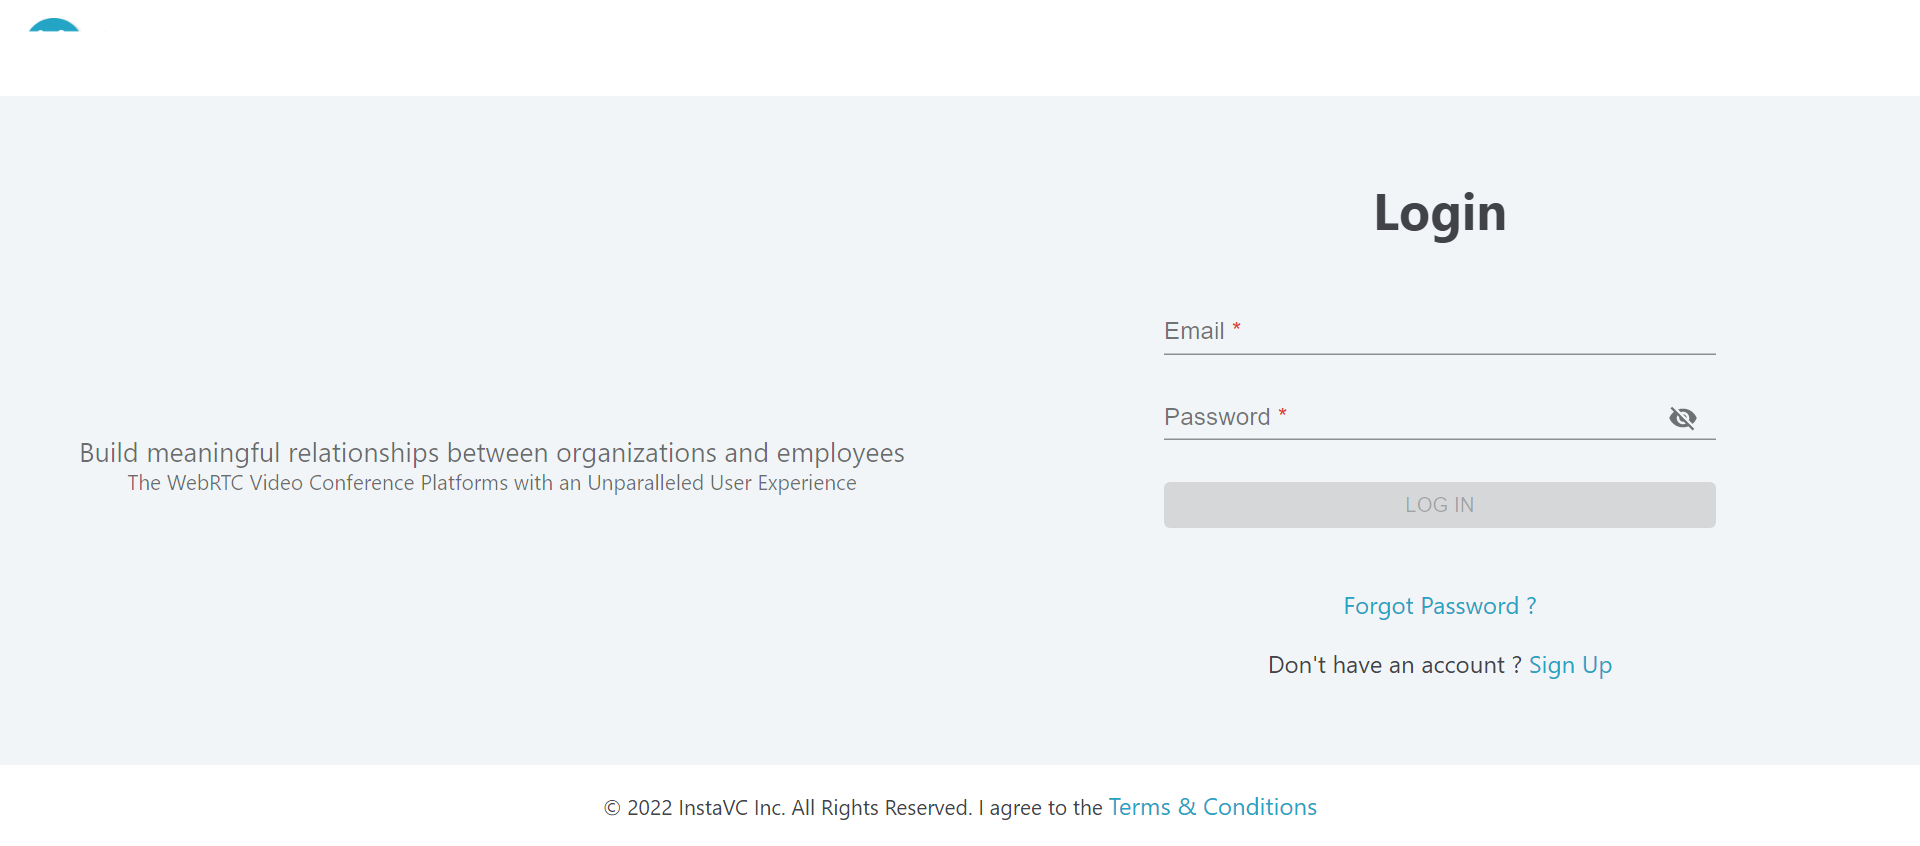 Login
Email *
Password *
Build meaningful relationships between organizations and employees
The WebRTC Video Conference Platforms with an Unparalleled User Experience
LOG IN
Forgot Password ?
Don't have an account ? Sign Up
© 2022 InstaVC Inc. All Rights Reserved. I agree to the Terms & Conditions